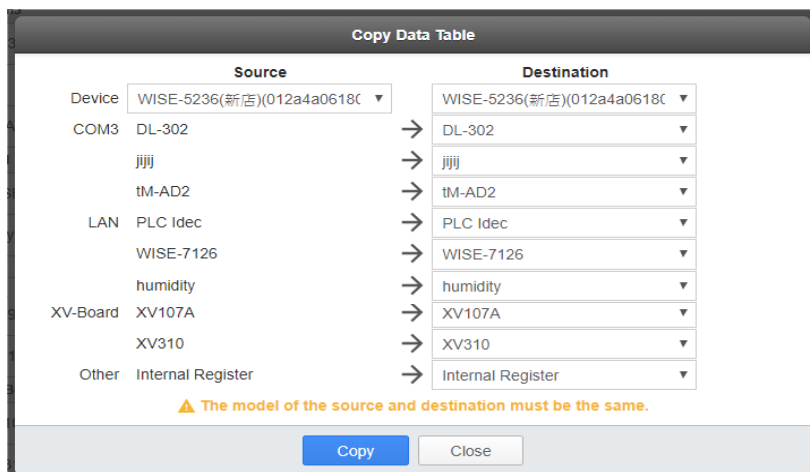 Copy Data Table
Source Destination
Device WISE-5236(新店)(012a4a06180 WISE-5236(新店)(012a4a06180
COM3 DL-302 → DL-302
jijij → jijij
tM-AD2 → tM-AD2
LAN PLC Idec → PLC Idec
WISE-7126 → WISE-7126
humidity → humidity
XV-Board XV107A → XV107A
XV310 → XV310
Other Internal Register → Internal Register
The model of the source and destination must be the same.
Copy Close